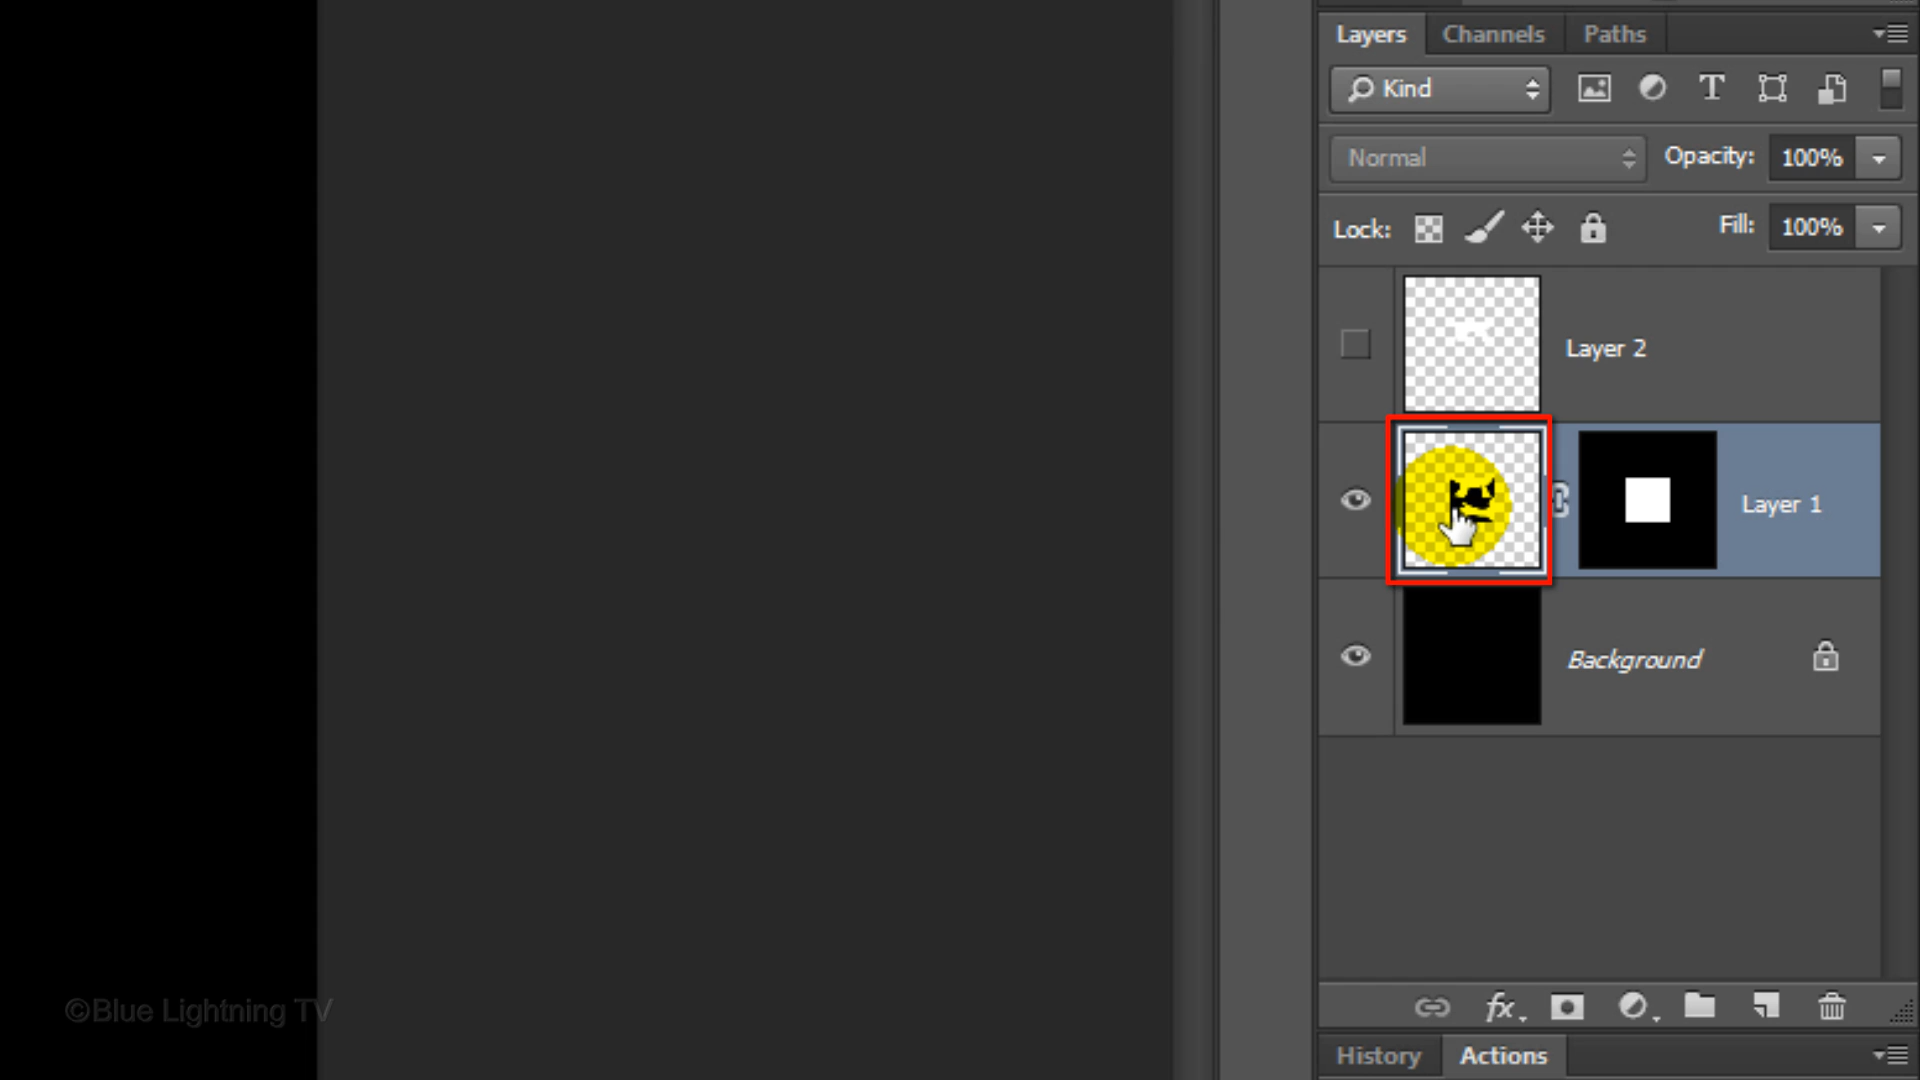 Layers Channels Paths
Kind
Normal Opacity: 100%
Lock: Fill: 100%
Layer 2
Layer 1
Background
fx
©Blue Lightning TV
History Actions